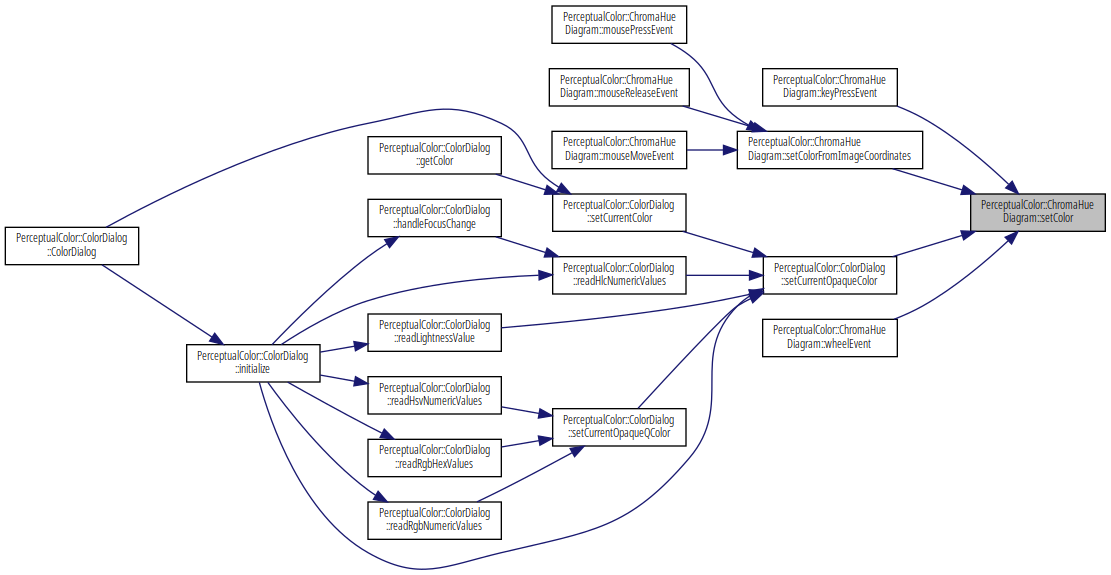 PerceptualColor::ChromaHue
Diagram::mousePressEvent
PerceptualColor::ChromaHue
Diagram::mouseReleaseEvent
PerceptualColor::ChromaHue
Diagram::keyPressEvent
PerceptualColor::ChromaHue
Diagram::mouseMoveEvent
PerceptualColor::ChromaHue
Diagram::setColorFromImageCoordinates
PerceptualColor::ColorDialog
::getColor
PerceptualColor::ColorDialog
::setCurrentColor
PerceptualColor::ChromaHue
Diagram::setColor
PerceptualColor::ColorDialog
::handleFocusChange
PerceptualColor::ColorDialog
::ColorDialog
PerceptualColor::ColorDialog
::readHlcNumericValues
PerceptualColor::ColorDialog
::setCurrentOpaqueColor
PerceptualColor::ColorDialog
::readLightnessValue
PerceptualColor::ChromaHue
Diagram::wheelEvent
PerceptualColor::ColorDialog
::initialize
PerceptualColor::ColorDialog
::readHsvNumericValues
PerceptualColor::ColorDialog
::setCurrentOpaqueQColor
PerceptualColor::ColorDialog
::readRgbHexValues
PerceptualColor::ColorDialog
::readRgbNumericValues